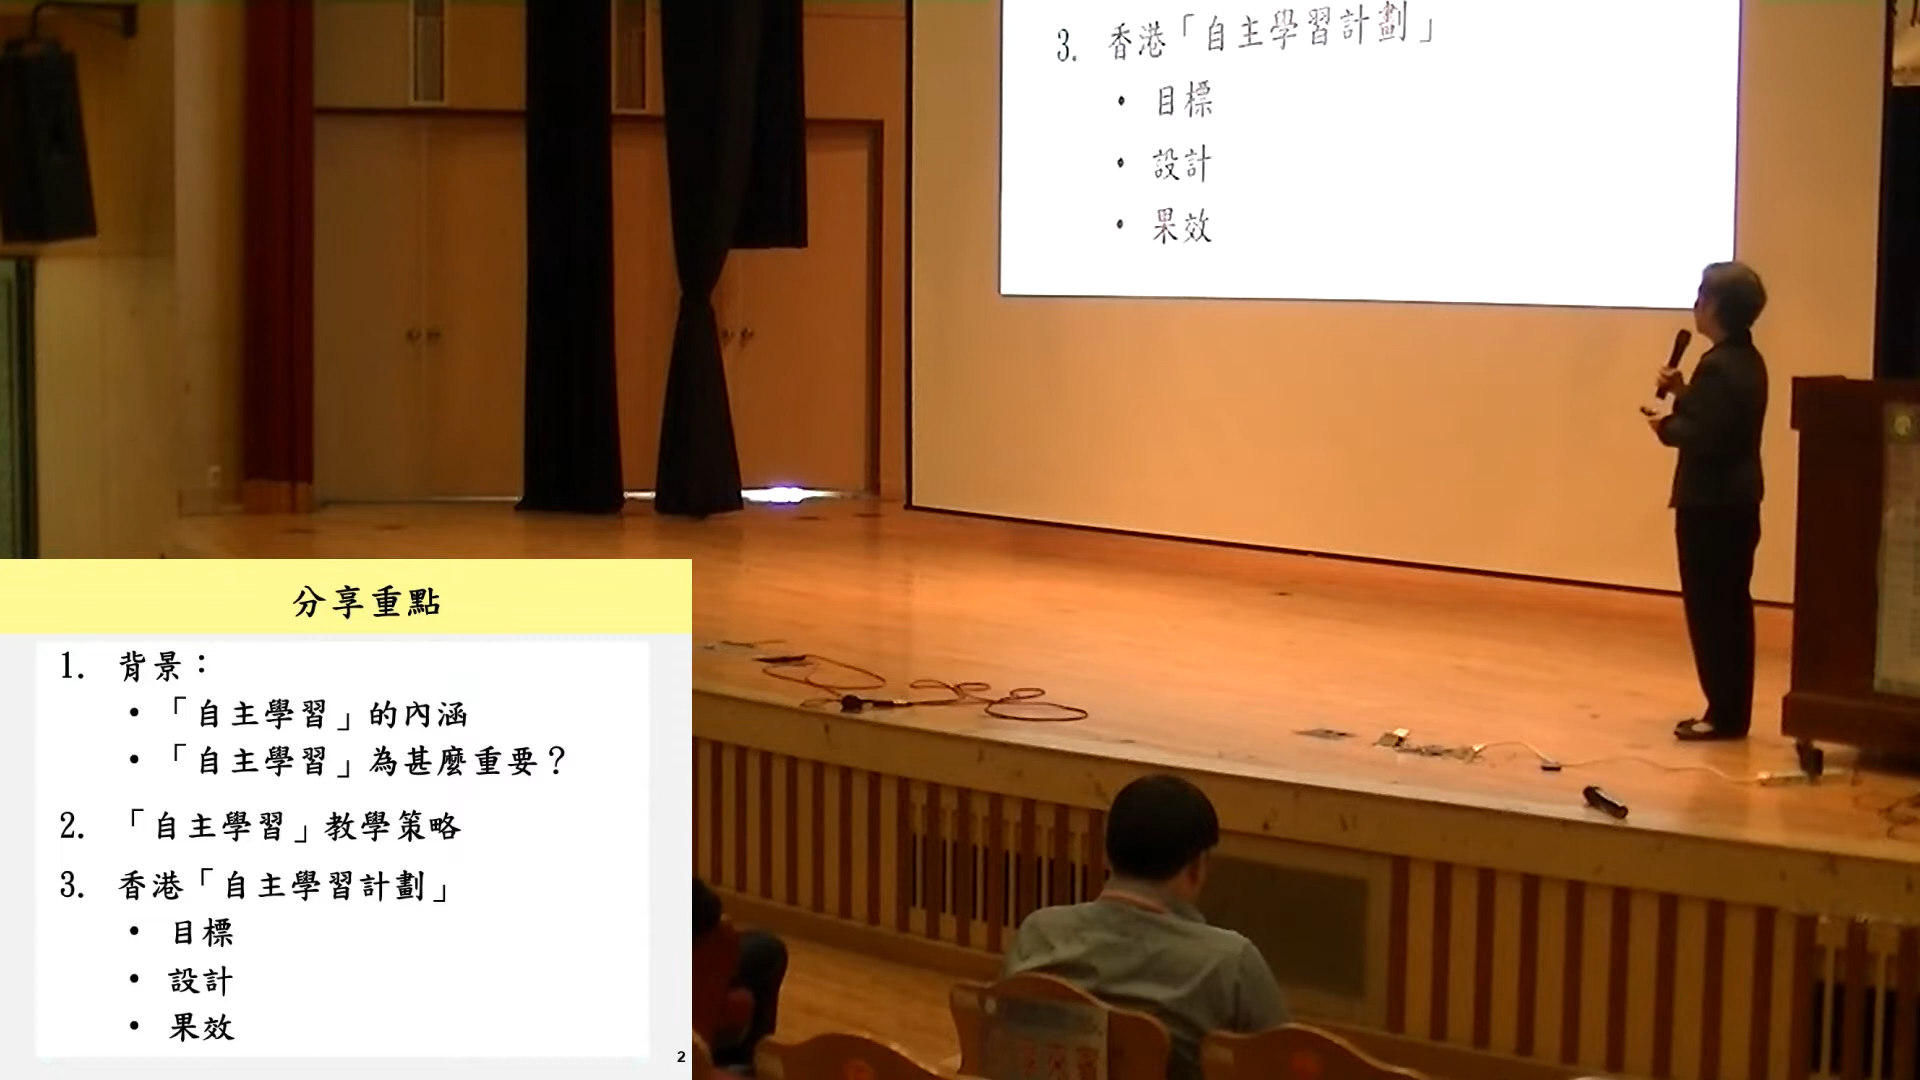 3. 香港「自主學習計劃」
• 目標
• 設計
• 果效
分享重點
1. 背景：
• 「自主學習」的內涵
• 「自主學習」為甚麼重要？
2. 「自主學習」教學策略
3. 香港「自主學習計劃」
• 目標
• 設計
• 果效
2